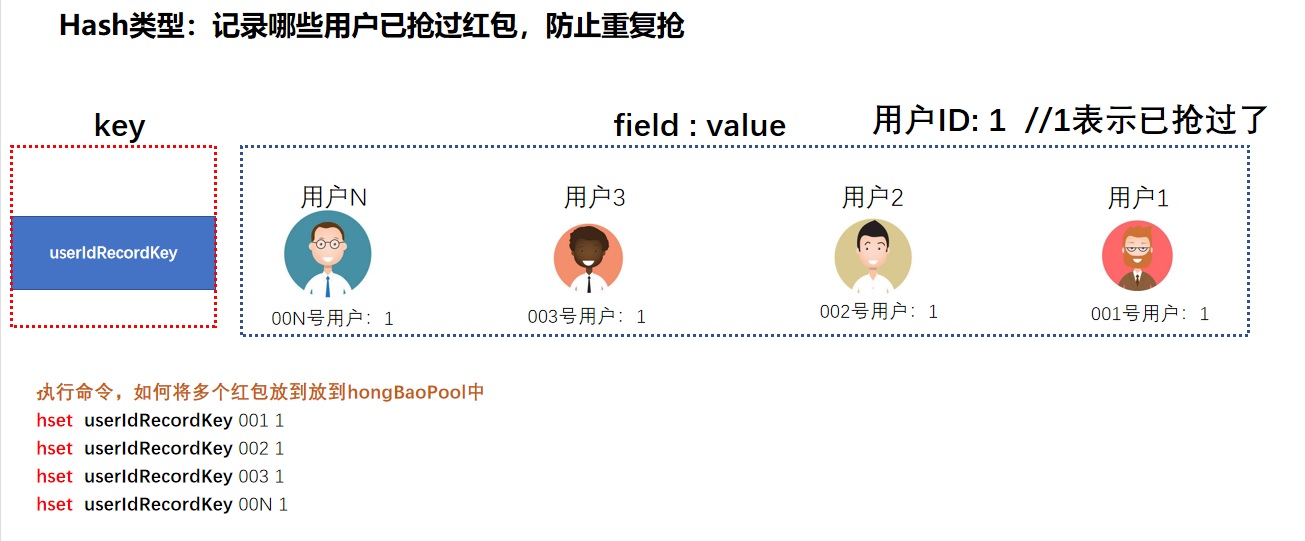 Hash类型：记录哪些用户已抢过红包，防止重复抢
key
field : value
用户ID: 1  //1表示已抢过了
用户N
用户3
用户2
用户1
userIdRecordKey
00N号用户：1
003号用户：1
002号用户：1
001号用户：1
执行命令，如何将多个红包放到放到hongBaoPool中
hset userIdRecordKey 001 1
hset userIdRecordKey 002 1
hset userIdRecordKey 003 1
hset userIdRecordKey 00N 1